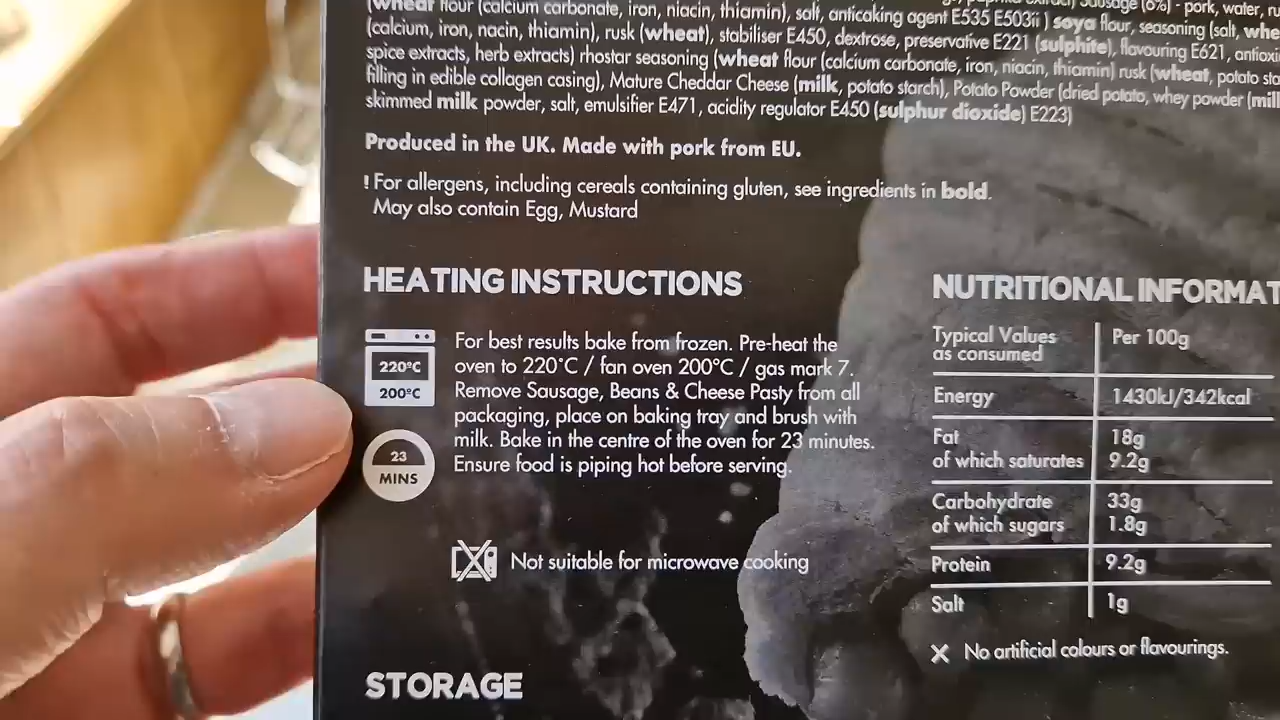 Sausage (6%) - pork, water,
(wheat flour (calcium carbonate, iron, niacin, thiamin), salt, anticaking agent E535 E503ii ) soya flour, seasoning (salt,
(calcium, iron, nacin, thiamin), rusk (wheat), stabiliser E450, dextrose, preservative E221 (sulphite), flavouring E621,
spice extracts, herb extracts) rhostar seasoning (wheat flour (calcium carbonate, iron, niacin, thiamin) rusk (wheat, potato
filling in edible collagen casing), Mature Cheddar Cheese (milk, potato starch), Potato Powder (dried potato, whey powder
skimmed milk powder, salt, emulsifier E471, acidity regulator E450 (sulphur dioxide) E223)
Produced in the UK. Made with pork from EU.
! For allergens, including cereals containing gluten, see ingredients in bold.
May also contain Egg, Mustard
HEATING INSTRUCTIONS
220°C
200°C
23
MINS
For best results bake from frozen. Pre-heat the
oven to 220°C / fan oven 200°C / gas mark 7.
Remove Sausage, Beans & Cheese Pasty from all
packaging, place on baking tray and brush with
milk. Bake in the centre of the oven for 23 minutes.
Ensure food is piping hot before serving.
Not suitable for microwave cooking
STORAGE
NUTRITIONAL INFORMAT
Typical Values
as consumed
Per 100g
Energy 1430kJ/342kcal
Fat 18g
of which saturates 9.2g
Carbohydrate 33g
of which sugars 1.8g
Protein 9.2g
Salt 1g
No artificial colours or flavourings.